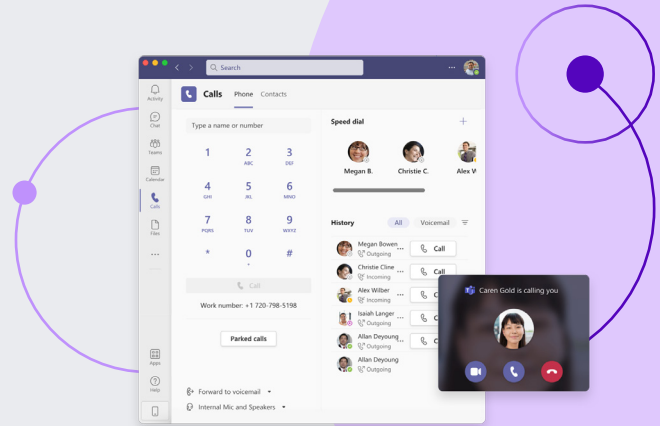 Search
Activity
Chat
Teams
Calendar
Calls
Files
Apps
Help
Calls Phone Contacts
Type a name or number
1 2 3
ABC DEF
4 5 6
GHI JKL MNO
7 8 9
PQRS TUV WXYZ
* 0 #
+
Call
Work number: +1 720-798-5198
Parked calls
Forward to voicemail
Internal Mic and Speakers
Speed dial
Megan B. Christie C. Alex W
History All Voicemail
Megan Bowen
Outgoing ... Call
Christie Cline
Incoming ... Call
Alex Wilber
Incoming ... C
Isaiah Langer
Outgoing ... C
Allan Deyoung
Outgoing ... C
Allan Deyoung
Outgoing
Caren Gold is calling you